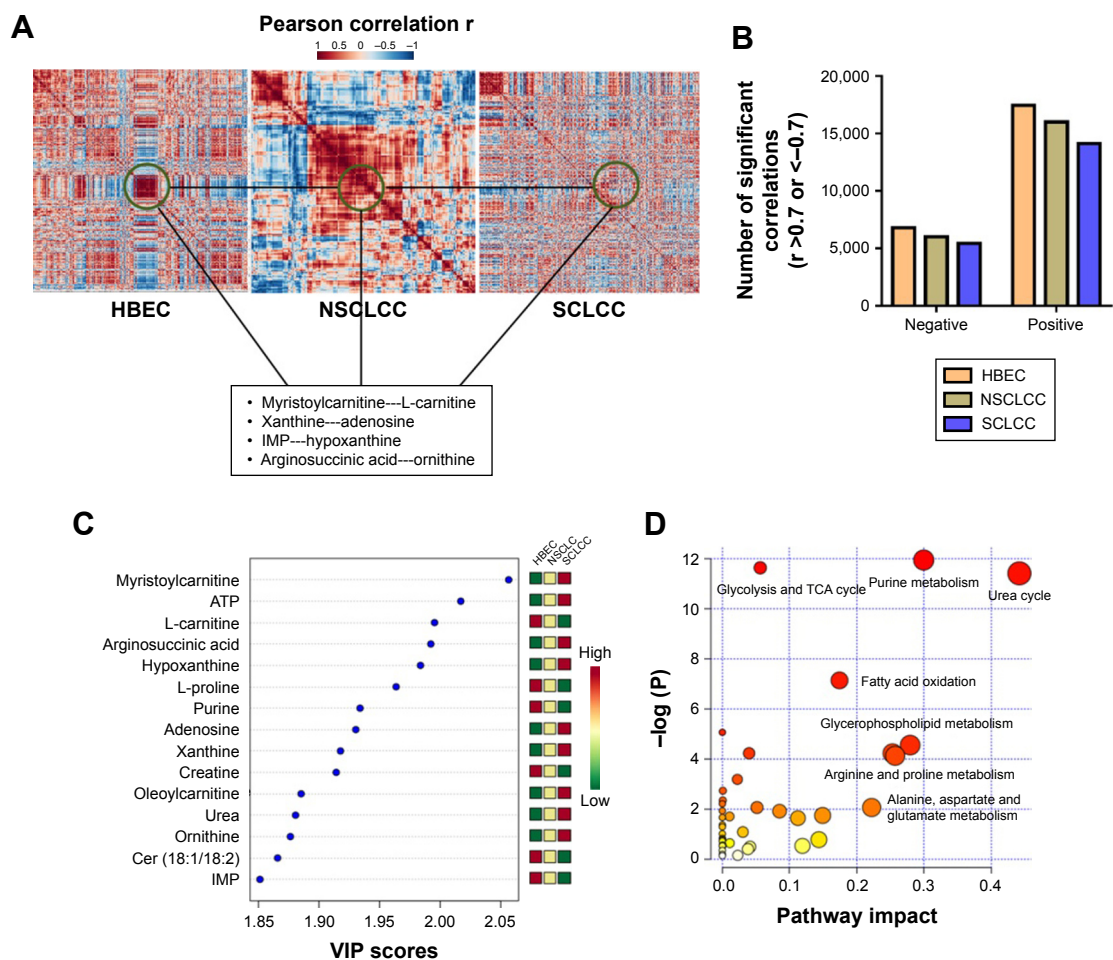 A
Pearson correlation r
1 0.5 0 –0.5 –1
HBEC
NSCLCC
SCLCC
• Myristoylcarnitine---L-carnitine
• Xanthine---adenosine
• IMP---hypoxanthine
• Arginosuccinic acid---ornithine
B
Number of significant
correlations
(r >0.7 or <–0.7)
20,000
15,000
10,000
5,000
0
Negative
Positive
HBEC
NSCLCC
SCLCC
C
HBEC
NSCLC
SCLCC
Myristoylcarnitine
ATP
L-carnitine
Arginosuccinic acid
Hypoxanthine
L-proline
Purine
Adenosine
Xanthine
Creatine
Oleoylcarnitine
Urea
Ornithine
Cer (18:1/18:2)
IMP
High
Low
1.85 1.90 1.95 2.00 2.05
VIP scores
D
–log (P)
12
10
8
6
4
2
0
Glycolysis and TCA cycle
Purine metabolism
Urea cycle
Fatty acid oxidation
Glycerophospholipid metabolism
Arginine and proline metabolism
Alanine, aspartate and
glutamate metabolism
0.0 0.1 0.2 0.3 0.4
Pathway impact